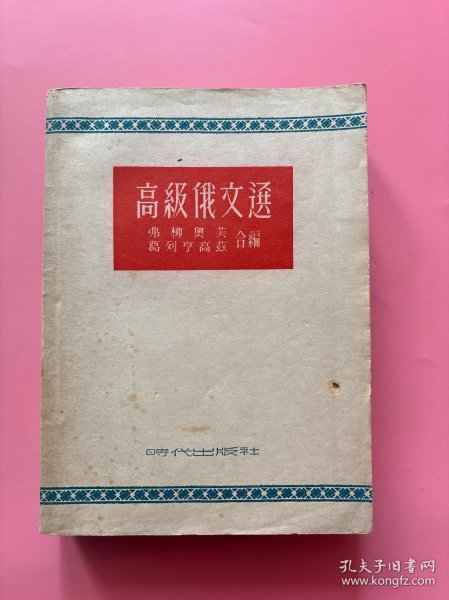 高級俄文選
弗柳奧芙
葛列亨高茲
合編
時代出版社
孔夫子旧书网
www.kongfz.com